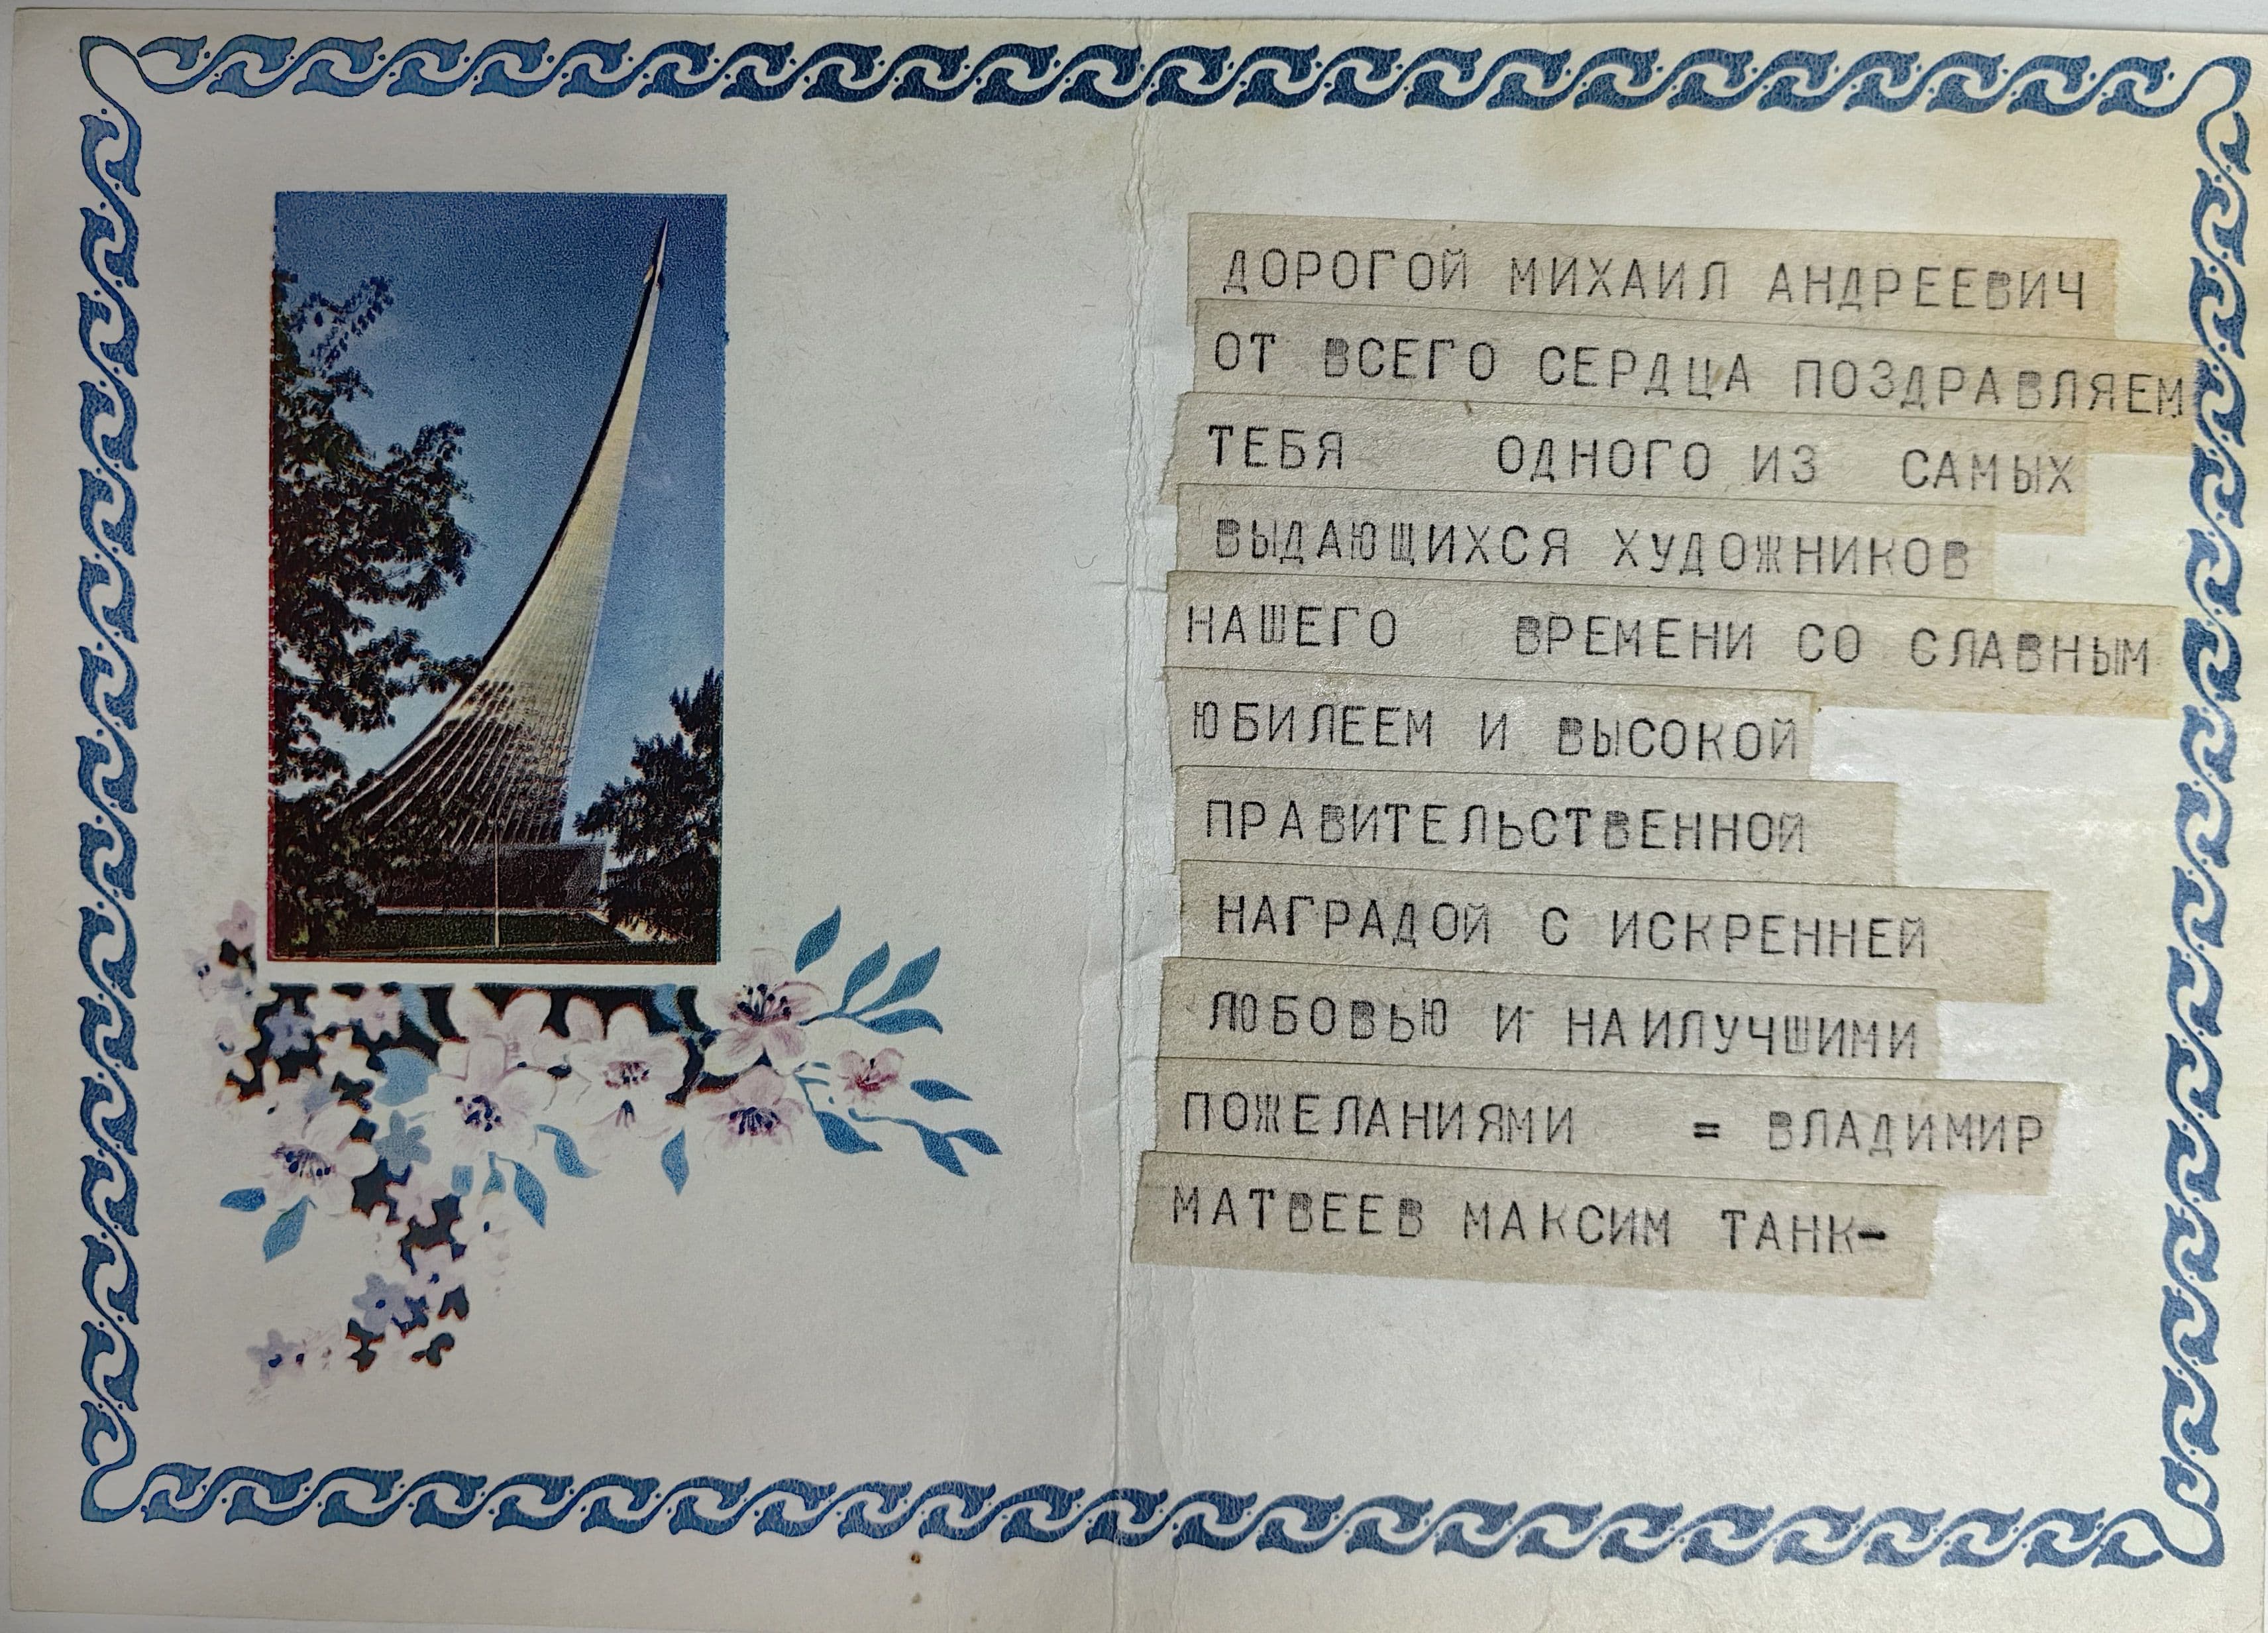 ДОРОГОЙ МИХАИЛ АНДРЕЕВИЧ
ОТ ВСЕГО СЕРДЦА ПОЗДРАВЛЯЕМ
ТЕБЯ ОДНОГО ИЗ САМЫХ
ВЫДАЮЩИХСЯ ХУДОЖНИКОВ
НАШЕГО ВРЕМЕНИ СО СЛАВНЫМ
ЮБИЛЕЕМ И ВЫСОКОЙ
ПРАВИТЕЛЬСТВЕННОЙ
НАГРАДОЙ С ИСКРЕННЕЙ
ЛЮБОВЬЮ И НАИЛУЧШИМИ
ПОЖЕЛАНИЯМИ = ВЛАДИМИР
МАТВЕЕВ МАКСИМ ТАНК-